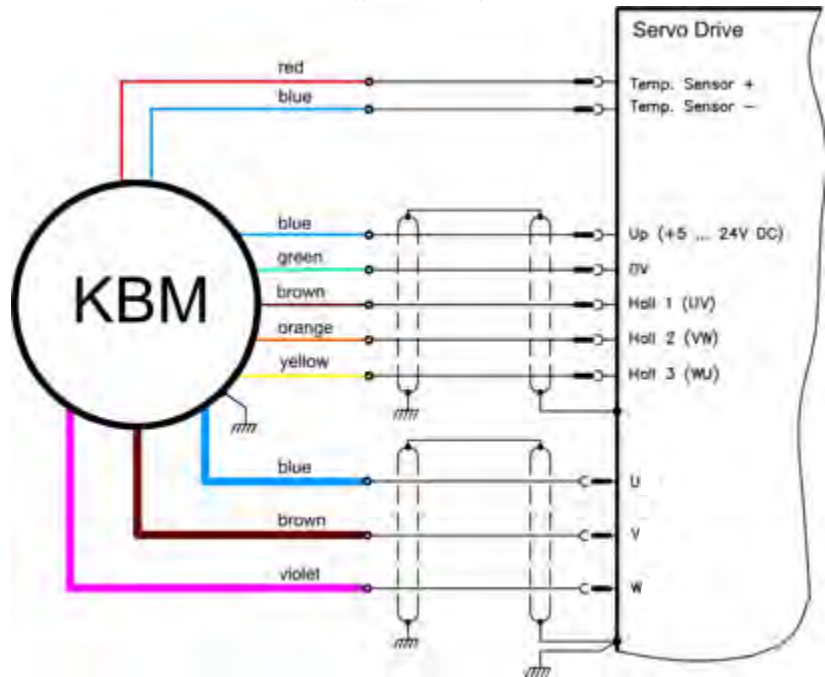 Servo Drive
red
Temp. Sensor +
blue
Temp. Sensor −
blue
Up (+5 ... 24V DC)
green
0V
KBM
brown
Hall 1 (UV)
orange
Hall 2 (VW)
yellow
Hall 3 (WU)
blue
U
brown
V
violet
W